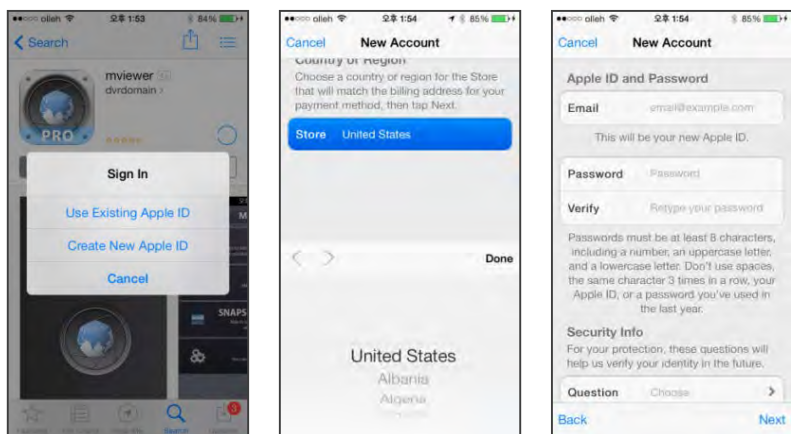 olleh 오후 1:53 84%
Search
mviewer
dvrdomain >
PRO
Sign In
Use Existing Apple ID
Create New Apple ID
Cancel
SNAPS
Search
3
olleh 오후 1:54 85%
Cancel New Account
Country or Region
Choose a country or region for the Store
that will match the billing address for your
payment method, then tap Next.
Store United States
Done
United States
Albania
Algeria
olleh 오후 1:54 85%
Cancel New Account
Apple ID and Password
Email email@example.com
This will be your new Apple ID.
Password Password
Verify Retype your password
Passwords must be at least 8 characters,
including a number, an uppercase letter,
and a lowercase letter. Don't use spaces,
the same character 3 times in a row, your
Apple ID, or a password you've used in
the last year.
Security Info
For your protection, these questions will
help us verify your identity in the future.
Question Choose >
Back Next